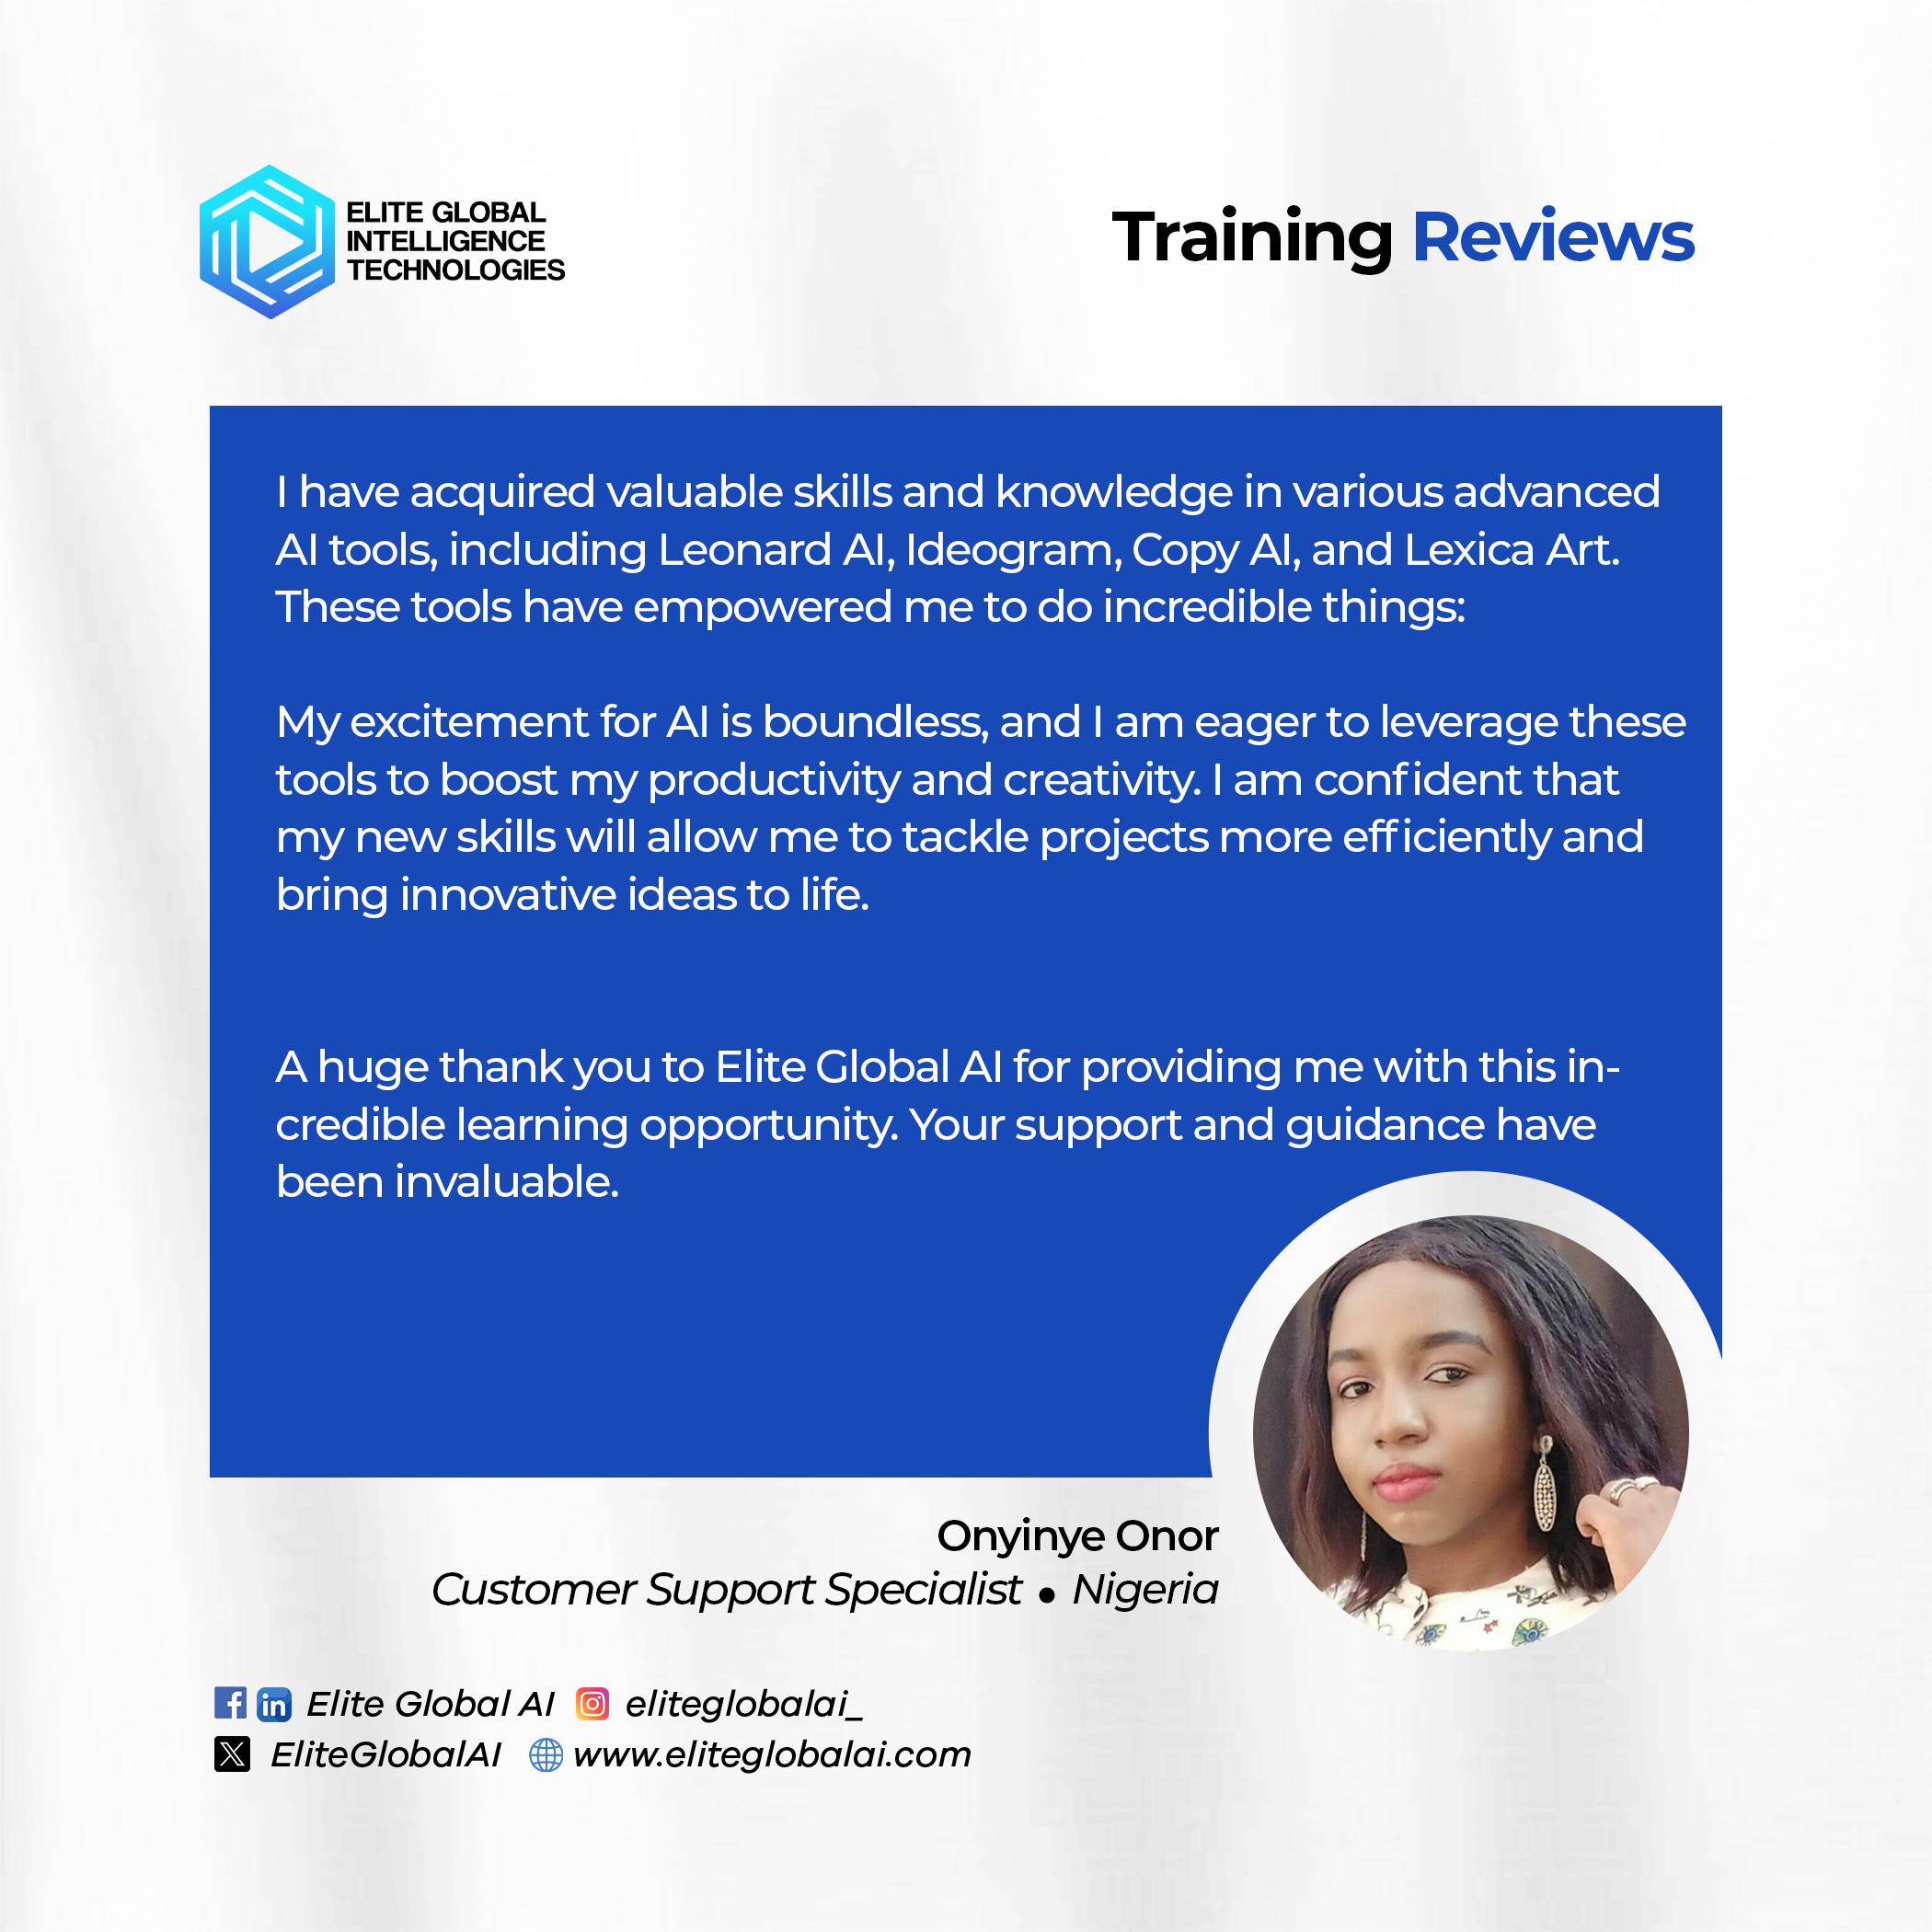 ELITE GLOBAL
INTELLIGENCE
TECHNOLOGIES
Training Reviews
I have acquired valuable skills and knowledge in various advanced
AI tools, including Leonard AI, Ideogram, Copy AI, and Lexica Art.
These tools have empowered me to do incredible things:
My excitement for AI is boundless, and I am eager to leverage these
tools to boost my productivity and creativity. I am confident that
my new skills will allow me to tackle projects more efficiently and
bring innovative ideas to life.
A huge thank you to Elite Global AI for providing me with this in-
credible learning opportunity. Your support and guidance have
been invaluable.
Onyinye Onor
Customer Support Specialist • Nigeria
Elite Global AI eliteglobalai_
EliteGlobalAI www.eliteglobalai.com